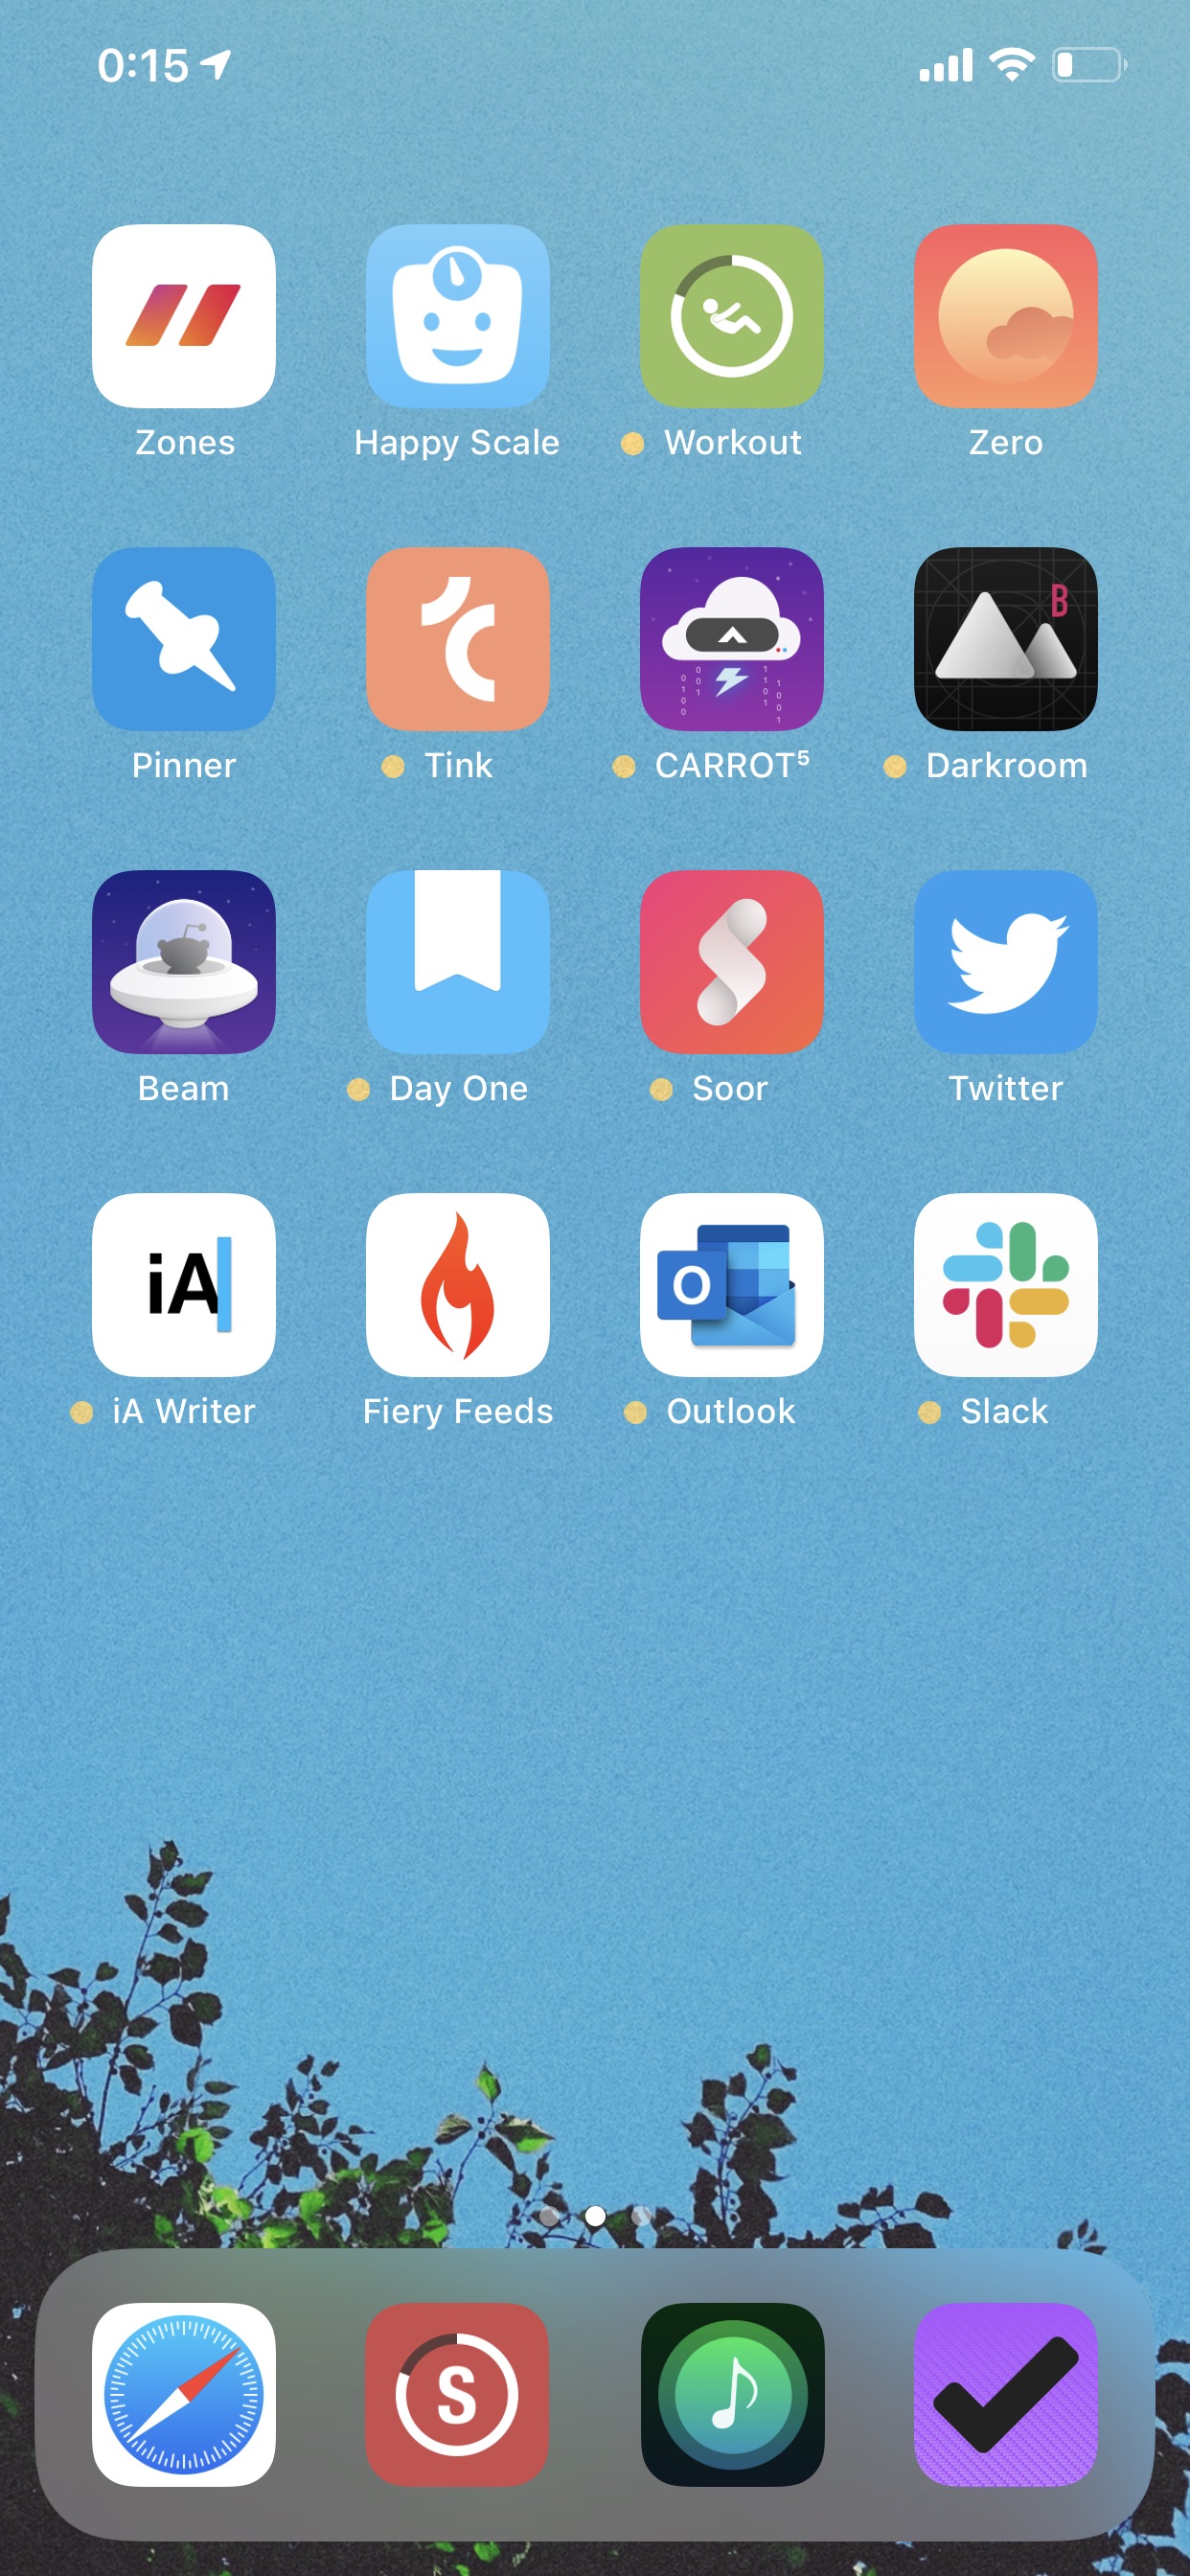 0:15
Zones
Happy Scale
Workout
Zero
B
Pinner
Tink
CARROT⁵
Darkroom
Beam
Day One
Soor
Twitter
iA
O
iA Writer
Fiery Feeds
Outlook
Slack
S